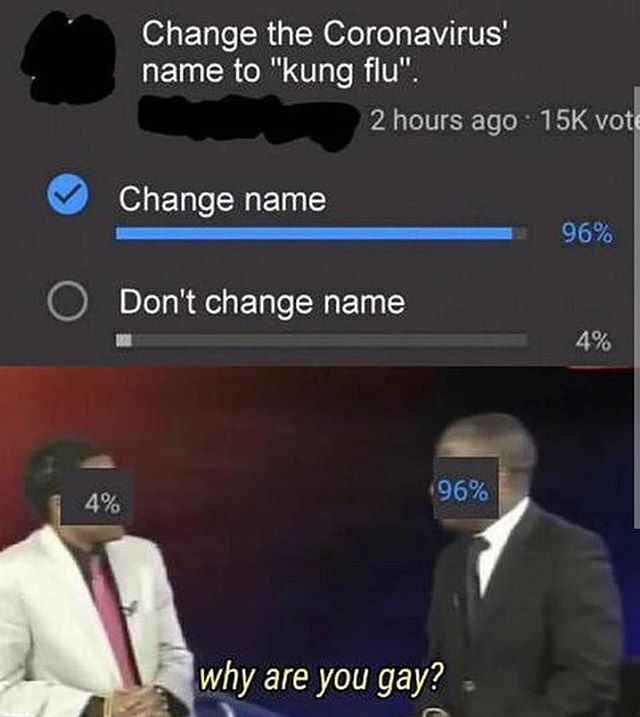 Change the Coronavirus'
name to "kung flu".
2 hours ago · 15K vote
Change name
96%
Don't change name
4%
4%
96%
why are you gay?